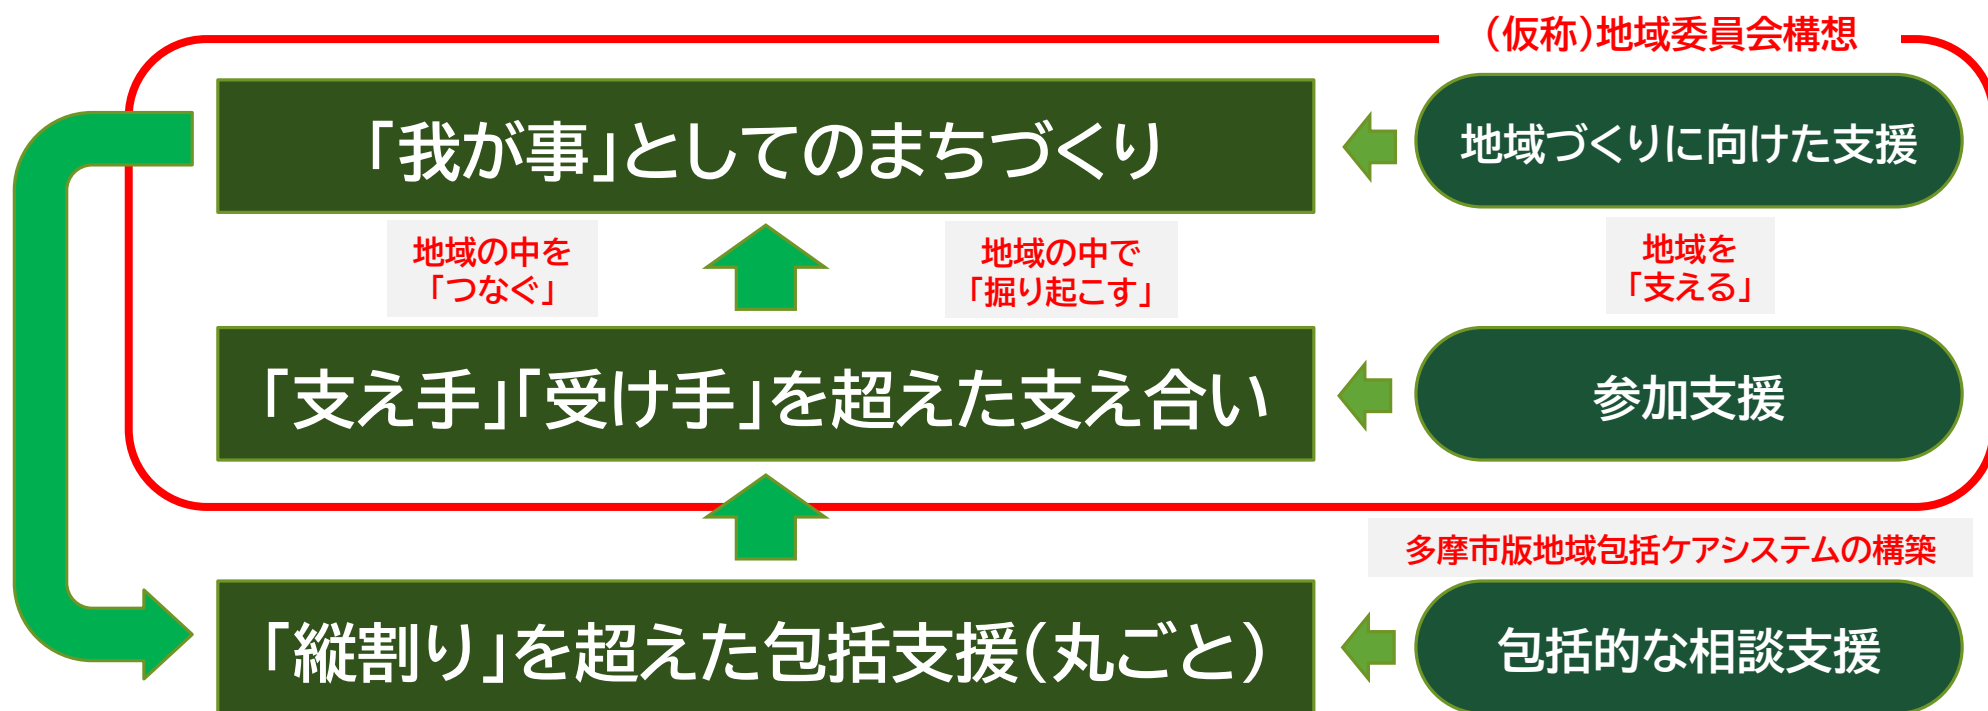 （仮称）地域委員会構想
「我が事」としてのまちづくり
地域づくりに向けた支援
地域の中を
「つなぐ」
地域の中で
「掘り起こす」
地域を
「支える」
「支え手」「受け手」を超えた支え合い
参加支援
多摩市版地域包括ケアシステムの構築
「縦割り」を超えた包括支援（丸ごと）
包括的な相談支援